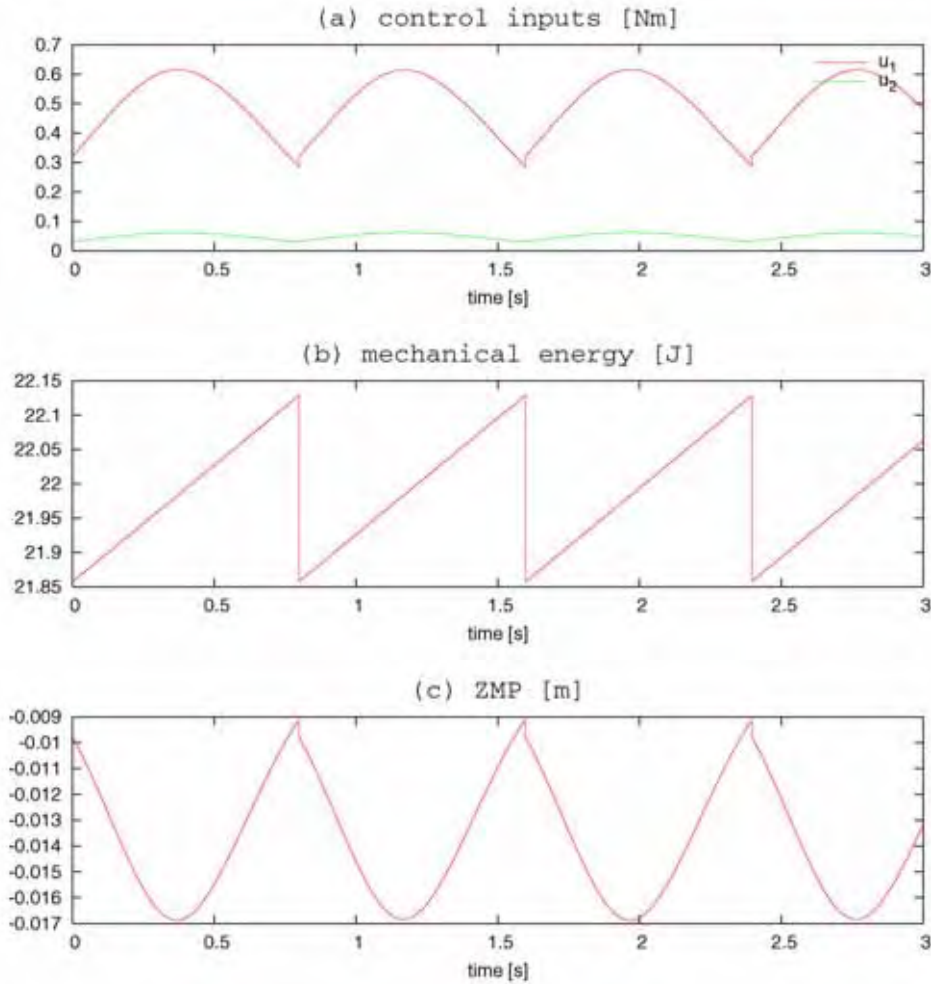 (a) control inputs [Nm]
0.7
0.6
0.5
0.4
0.3
0.2
0.1
0
u1
u2
0 0.5 1 1.5 2 2.5 3
time [s]
(b) mechanical energy [J]
22.15
22.1
22.05
22
21.95
21.9
21.85
0 0.5 1 1.5 2 2.5 3
time [s]
(c) ZMP [m]
-0.009
-0.01
-0.011
-0.012
-0.013
-0.014
-0.015
-0.016
-0.017
0 0.5 1 1.5 2 2.5 3
time [s]